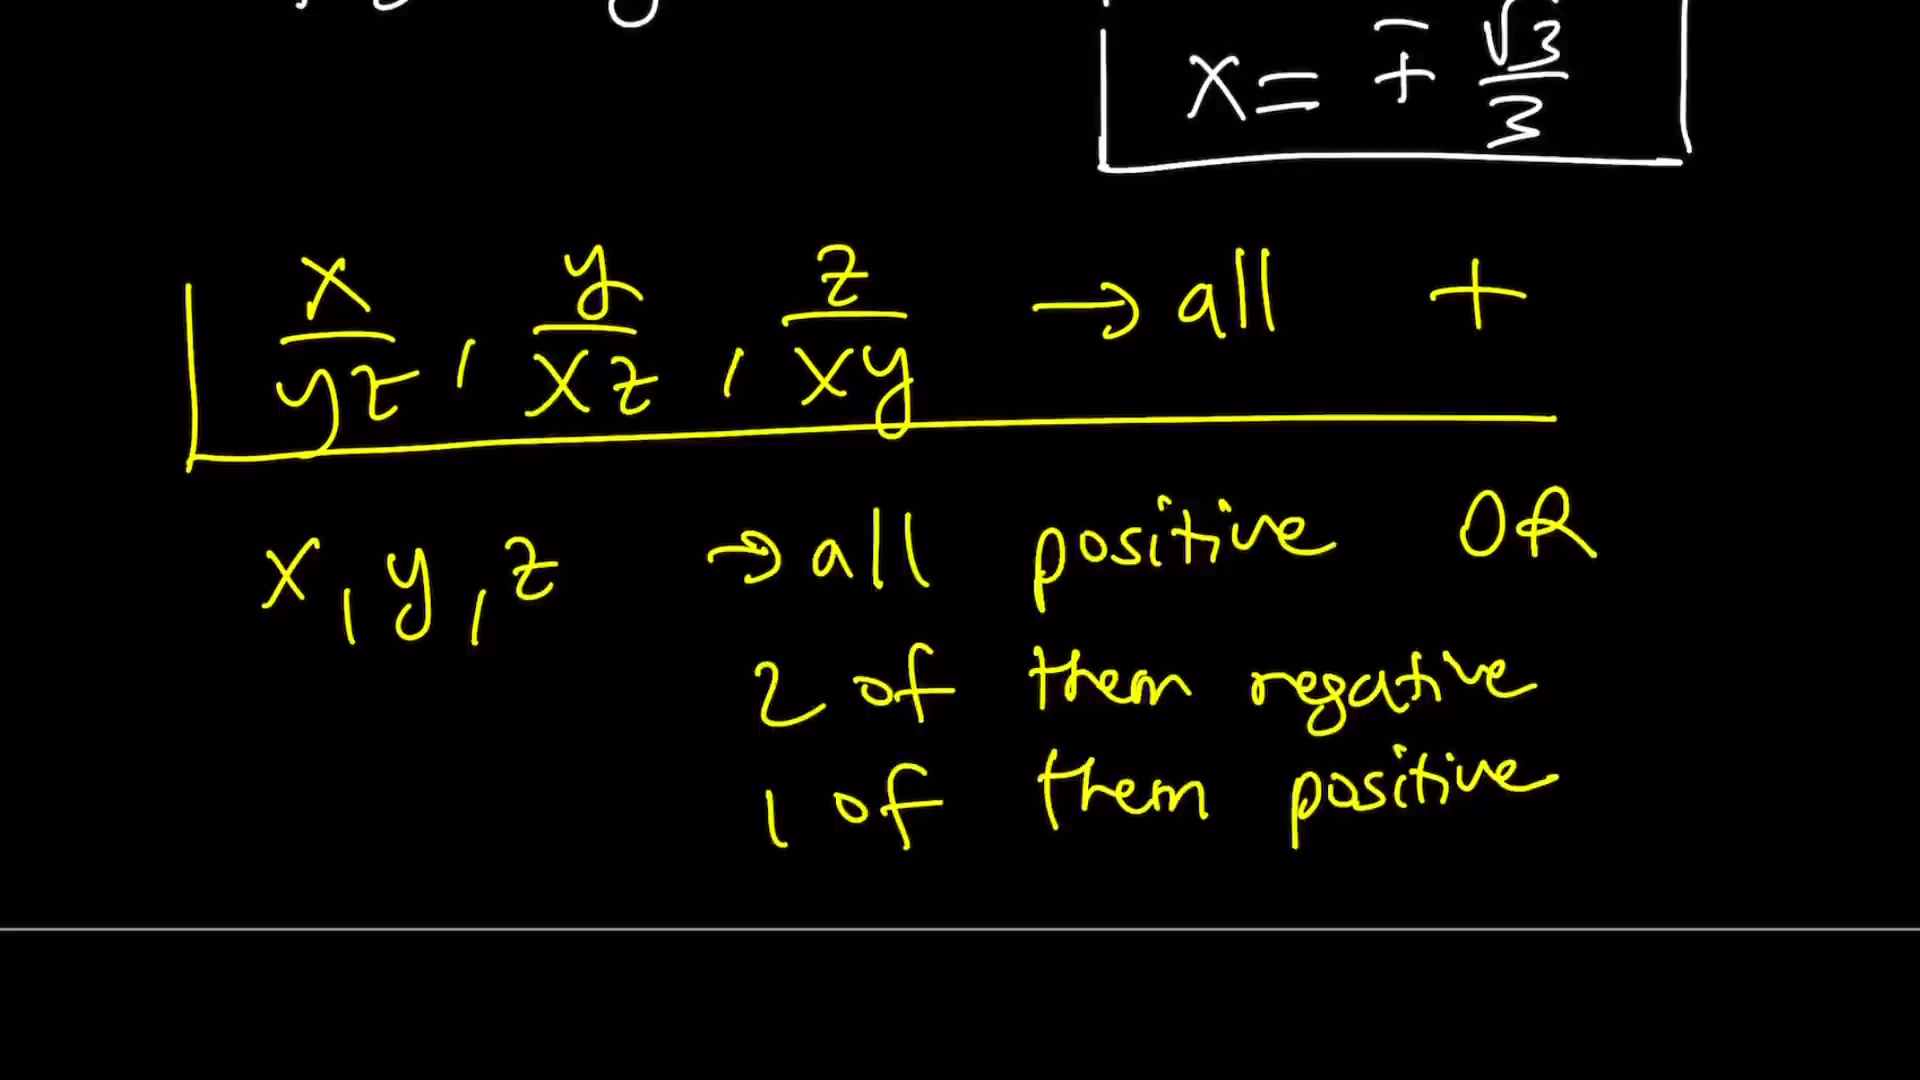 x = ∓ √3/3
x/yz , y/xz , z/xy → all +
x, y, z → all positive OR
2 of them negative
1 of them positive